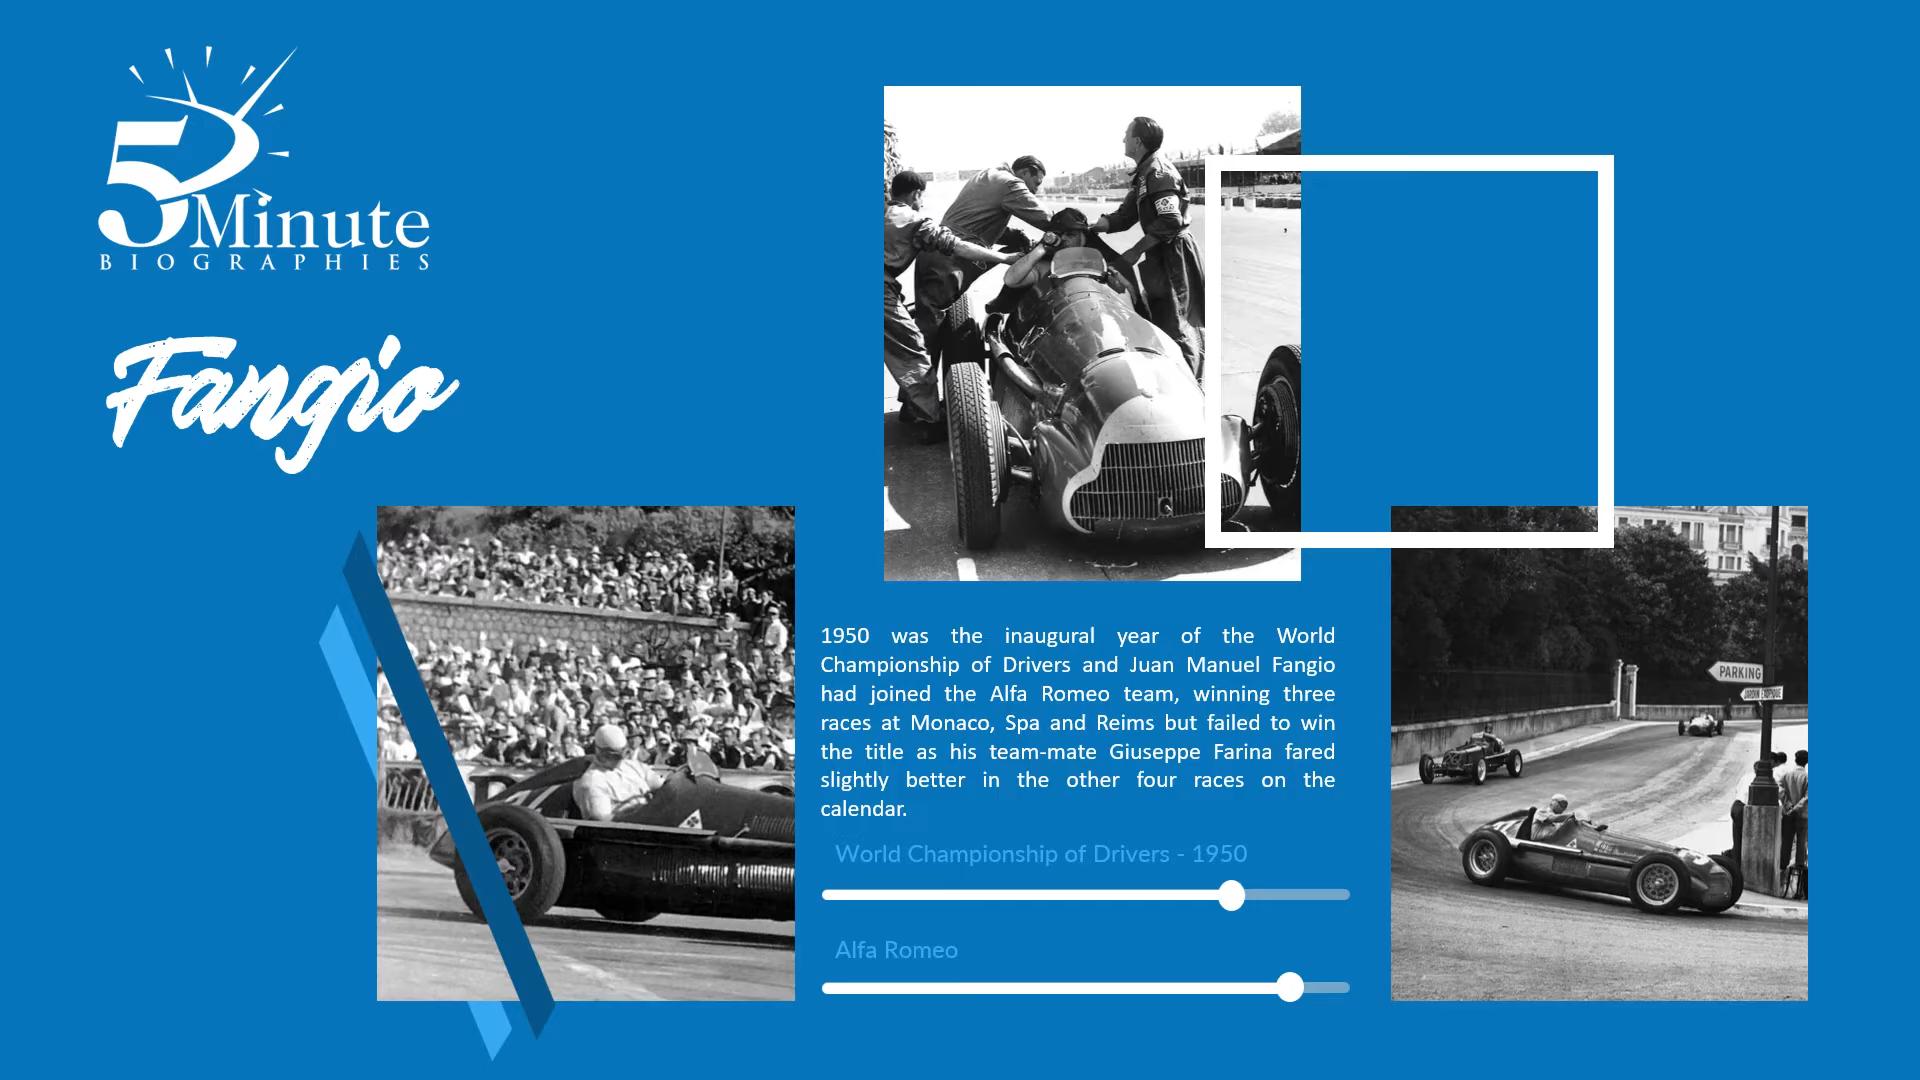 5 Minute
BIOGRAPHIES
Fangio
1950 was the inaugural year of the World
Championship of Drivers and Juan Manuel Fangio
had joined the Alfa Romeo team, winning three
races at Monaco, Spa and Reims but failed to win
the title as his team-mate Giuseppe Farina fared
slightly better in the other four races on the
calendar.
World Championship of Drivers - 1950
Alfa Romeo
PARKING
JARDIN EXOTIQUE